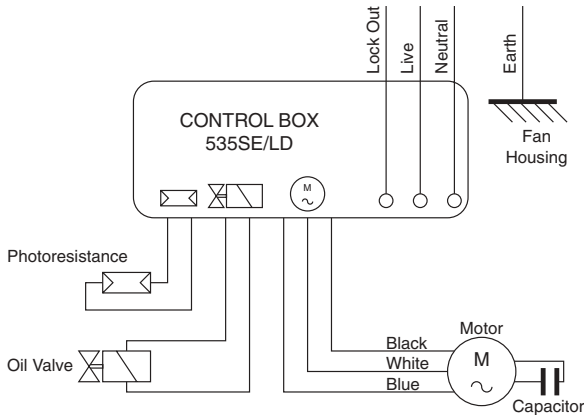 Lock Out
Live
Neutral
Earth
CONTROL BOX
535SE/LD
Fan
Housing
M
Photoresistance
Oil Valve
Black
White
Blue
Motor
M
Capacitor